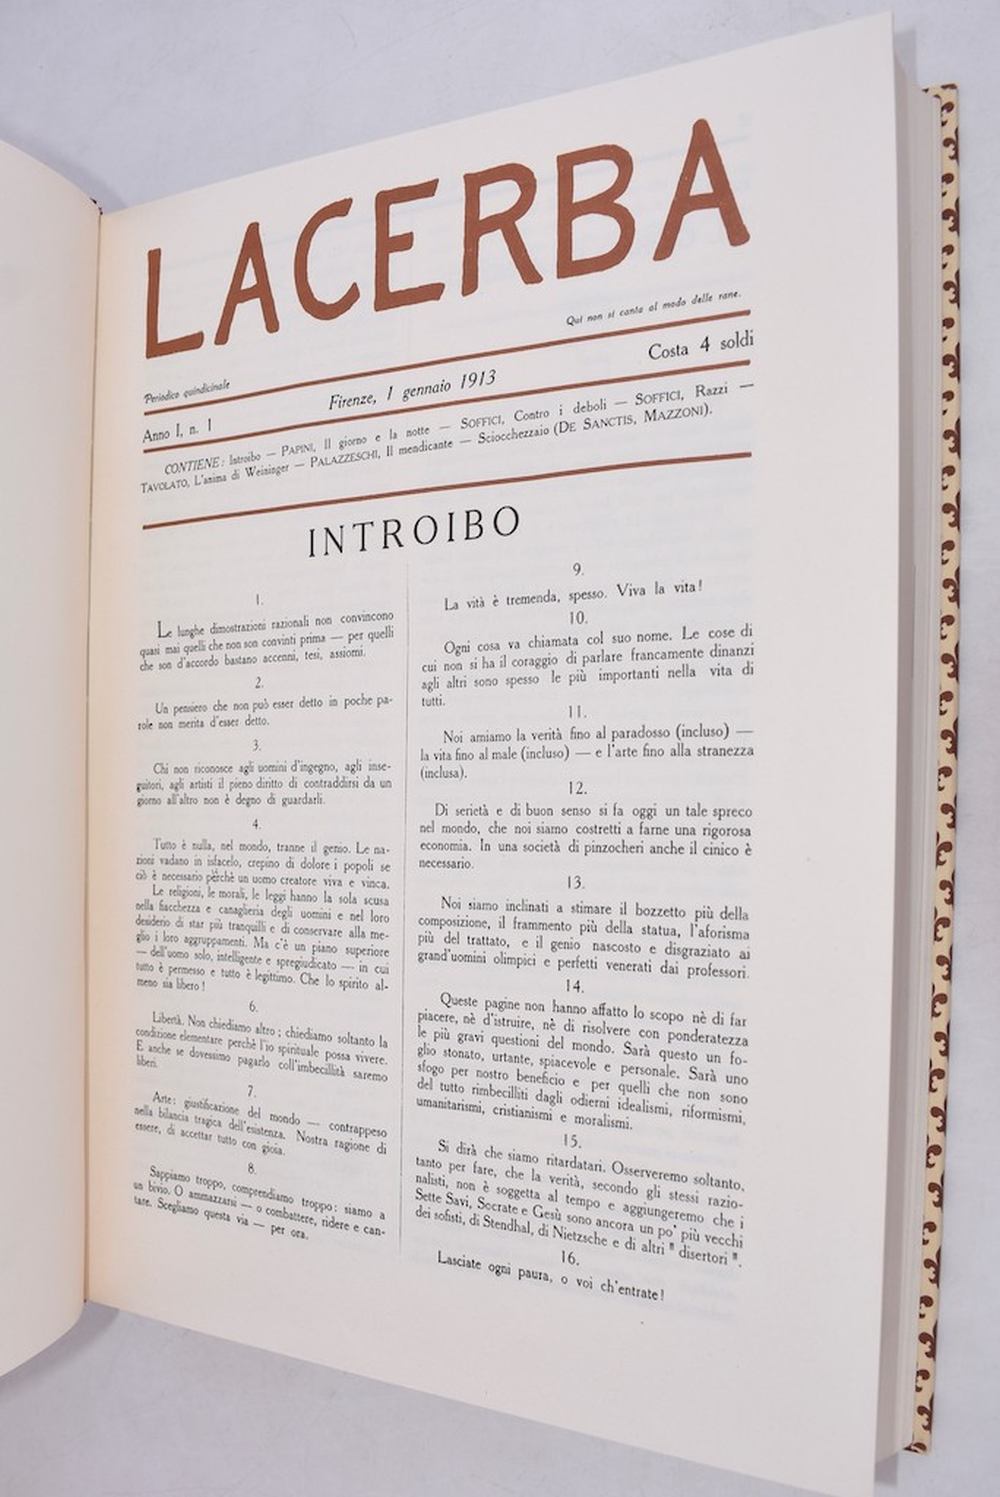 LACERBA
Qui non si canta al modo delle rane.
Periodico quindicinale
Anno I, n. 1
Firenze, 1 gennaio 1913
Costa 4 soldi
CONTIENE: Introibo — PAPINI, Il giorno e la notte — SOFFICI, Contro i deboli — SOFFICI, Razzi —
TAVOLATO, L'anima di Weininger — PALAZZESCHI, Il mendicante — Sciocchezzaio (DE SANCTIS, MAZZONI).
INTROIBO
1.
Le lunghe dimostrazioni razionali non convincono
quasi mai quelli che non son convinti prima — per quelli
che son d'accordo bastano accenni, tesi, assiomi.
2.
Un pensiero che non può esser detto in poche pa-
role non merita d'esser detto.
3.
Chi non riconosce agli uomini d'ingegno, agli inse-
guitori, agli artisti il pieno diritto di contraddirsi da un
giorno all'altro non è degno di guardarli.
4.
Tutto è nulla, nel mondo, tranne il genio. Le na-
zioni vadano in isfacelo, crepino di dolore i popoli se
ciò è necessario perchè un uomo creatore viva e vinca.
Le religioni, le morali, le leggi hanno la sola scusa
nella fiacchezza e canaglieria degli uomini e nel loro
desiderio di star più tranquilli e di conservare alla me-
glio i loro aggruppamenti. Ma c'è un piano superiore
— dell'uomo solo, intelligente e spregiudicato — in cui
tutto è permesso e tutto è legittimo. Che lo spirito al-
meno sia libero!
6.
Libertà. Non chiediamo altro; chiediamo soltanto la
condizione elementare perchè l'io spirituale possa vivere.
E anche se dovessimo pagarlo coll'imbecillità saremo
liberi.
7.
Arte: giustificazione del mondo — contrappeso
nella bilancia tragica dell'esistenza. Nostra ragione di
essere, di accettar tutto con gioia.
8.
Sappiamo troppo, comprendiamo troppo: siamo a
un bivio. O ammazzarsi — o combattere, ridere e can-
tare. Scegliamo questa via — per ora.
9.
La vità è tremenda, spesso. Viva la vita!
10.
Ogni cosa va chiamata col suo nome. Le cose di
cui non si ha il coraggio di parlare francamente dinanzi
agli altri sono spesso le più importanti nella vita di
tutti.
11.
Noi amiamo la verità fino al paradosso (incluso) —
la vita fino al male (incluso) — e l'arte fino alla stranezza
(inclusa).
12.
Di serietà e di buon senso si fa oggi un tale spreco
nel mondo, che noi siamo costretti a farne una rigorosa
economia. In una società di pinzocheri anche il cinico è
necessario.
13.
Noi siamo inclinati a stimare il bozzetto più della
composizione, il frammento più della statua, l'aforisma
più del trattato, e il genio nascosto e disgraziato ai
grand'uomini olimpici e perfetti venerati dai professori.
14.
Queste pagine non hanno affatto lo scopo nè di far
piacere, nè d'istruire, nè di risolvere con ponderatezza
le più gravi questioni del mondo. Sarà questo un fo-
glio stonato, urtante, spiacevole e personale. Sarà uno
sfogo per nostro beneficio e per quelli che non sono
del tutto rimbecilliti dagli odierni idealismi, riformismi,
umanitarismi, cristianismi e moralismi.
15.
Si dirà che siamo ritardatari. Osserveremo soltanto,
tanto per fare, che la verità, secondo gli stessi razio-
nalisti, non è soggetta al tempo e aggiungeremo che i
Sette Savi, Socrate e Gesù sono ancora un po' più vecchi
dei sofisti, di Stendhal, di Nietzsche e di altri " disertori ".
16.
Lasciate ogni paura, o voi ch'entrate!